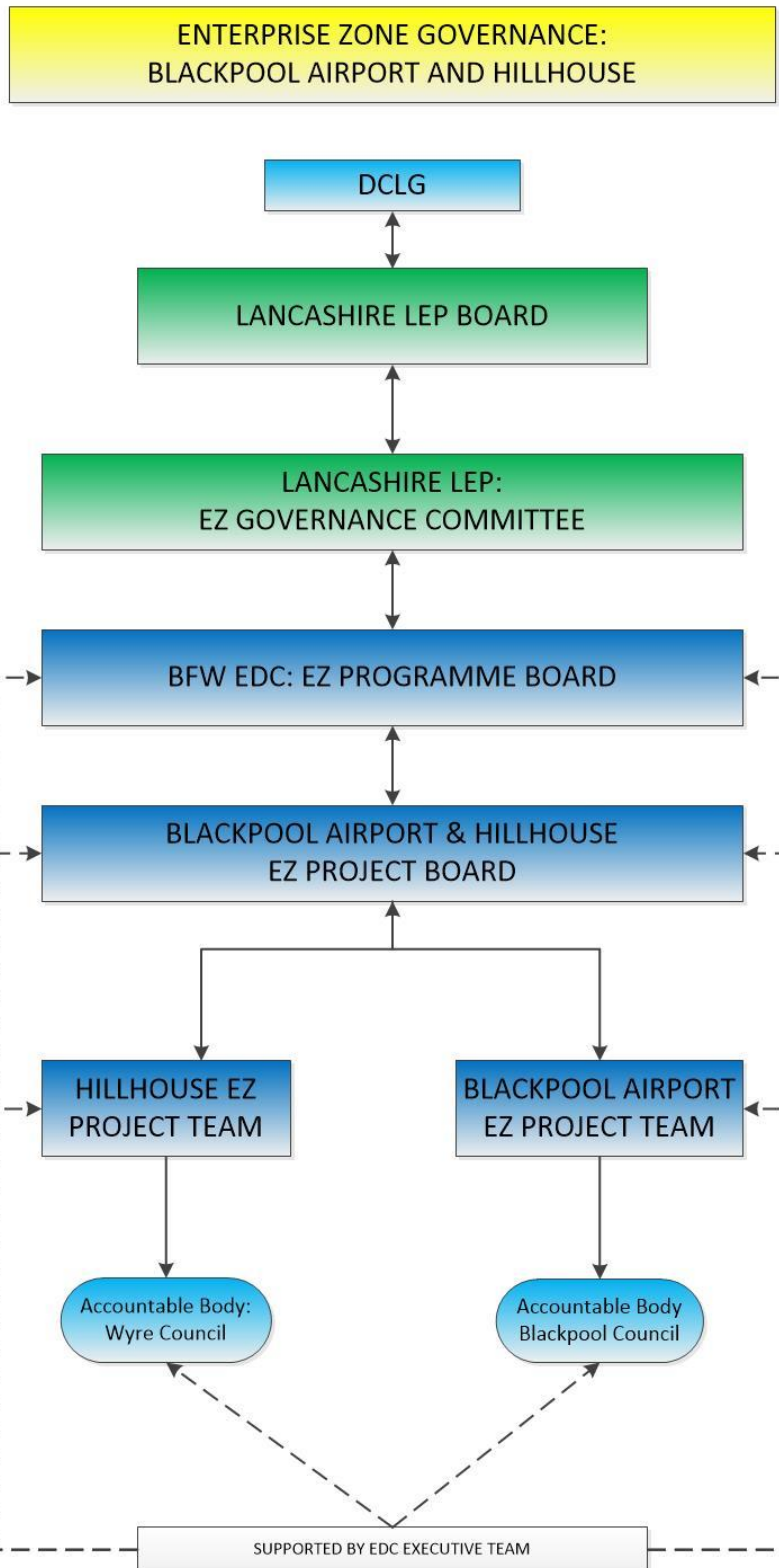 ENTERPRISE ZONE GOVERNANCE:
BLACKPOOL AIRPORT AND HILLHOUSE
DCLG
LANCASHIRE LEP BOARD
LANCASHIRE LEP:
EZ GOVERNANCE COMMITTEE
BFW EDC: EZ PROGRAMME BOARD
BLACKPOOL AIRPORT & HILLHOUSE
EZ PROJECT BOARD
HILLHOUSE EZ
PROJECT TEAM
BLACKPOOL AIRPORT
EZ PROJECT TEAM
Accountable Body:
Wyre Council
Accountable Body
Blackpool Council
SUPPORTED BY EDC EXECUTIVE TEAM